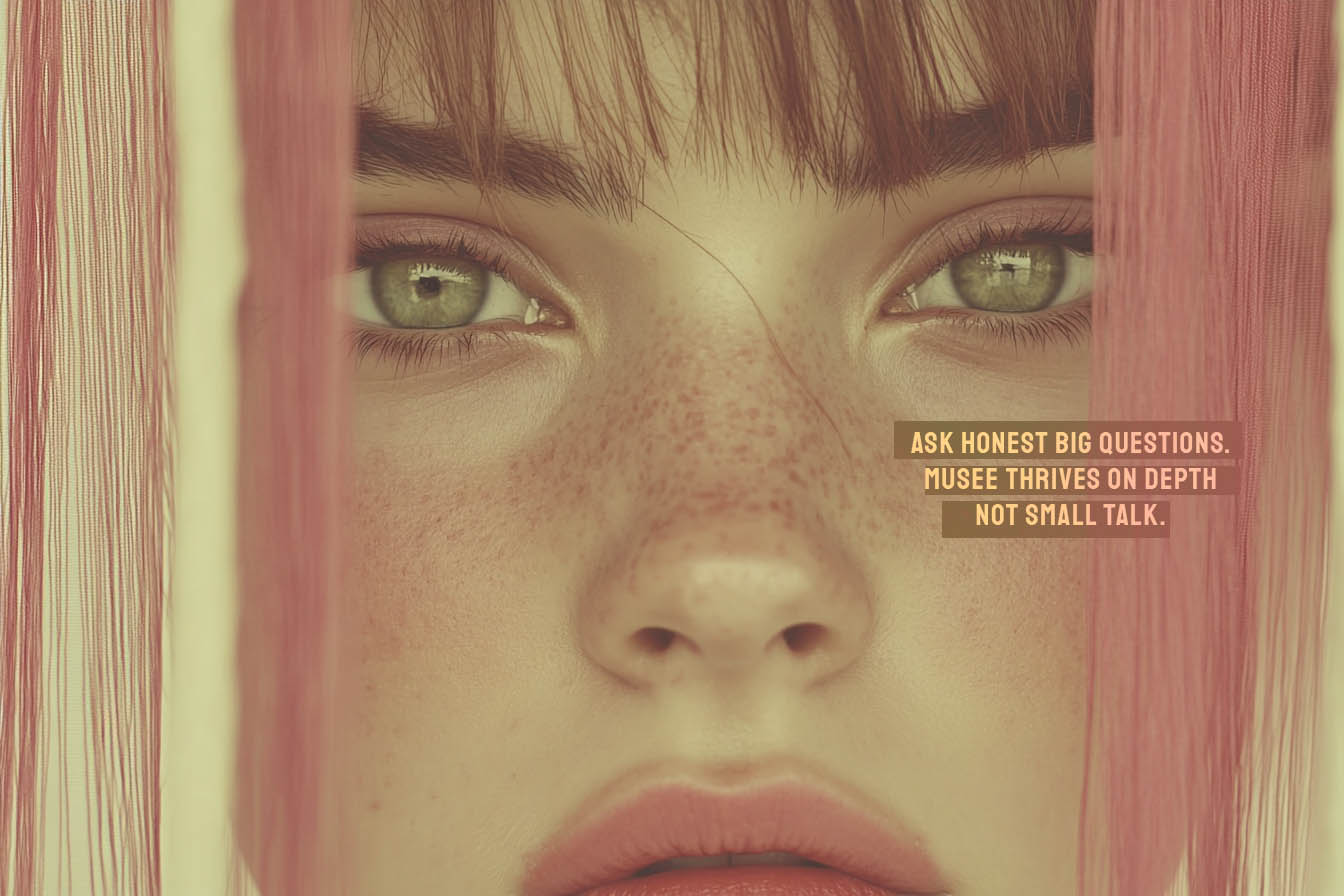 ASK HONEST BIG QUESTIONS.
MUSEE THRIVES ON DEPTH
NOT SMALL TALK.